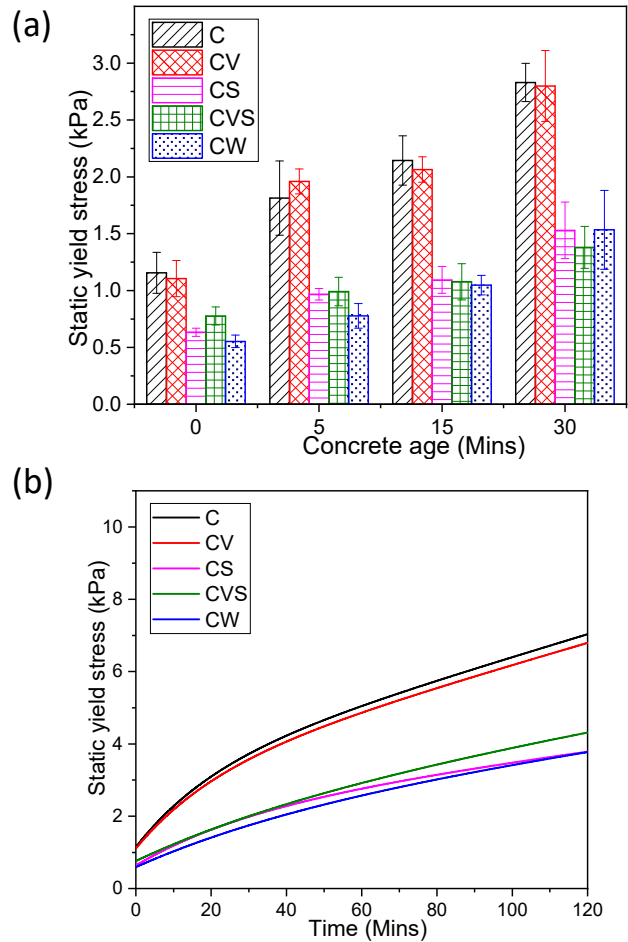 (a)
Static yield stress (kPa)
3.0
2.5
2.0
1.5
1.0
0.5
0.0
C
CV
CS
CVS
CW
0 5 15 30
Concrete age (Mins)
(b)
Static yield stress (kPa)
10
8
6
4
2
0
C
CV
CS
CVS
CW
0 20 40 60 80 100 120
Time (Mins)